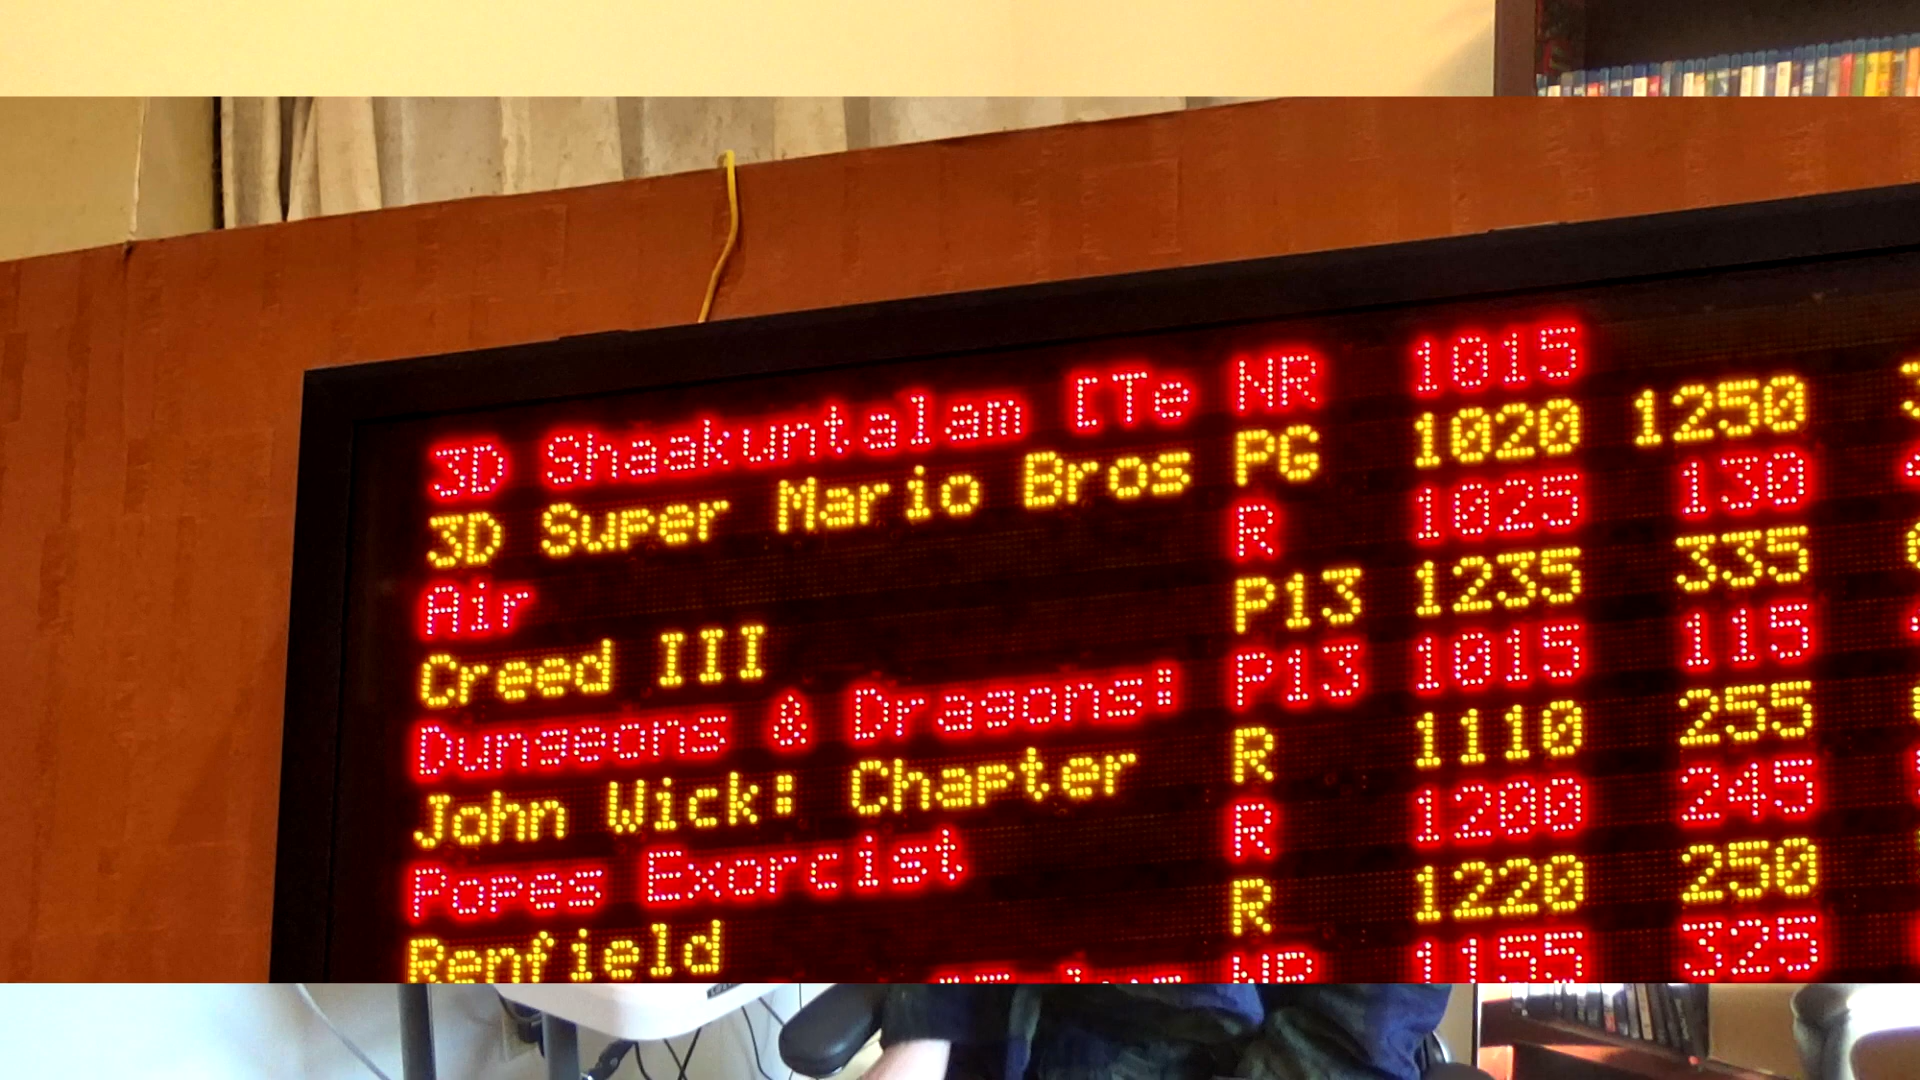 3D Shaakuntalam [Te NR 1015
3D Super Mario Bros PG 1020 1250
Air R 1025 130
Creed III P13 1235 335
Dungeons & Dragons: P13 1015 115
John Wick: Chapter R 1110 255
Popes Exorcist R 1200 245
Renfield R 1220 250
NR 1155 325